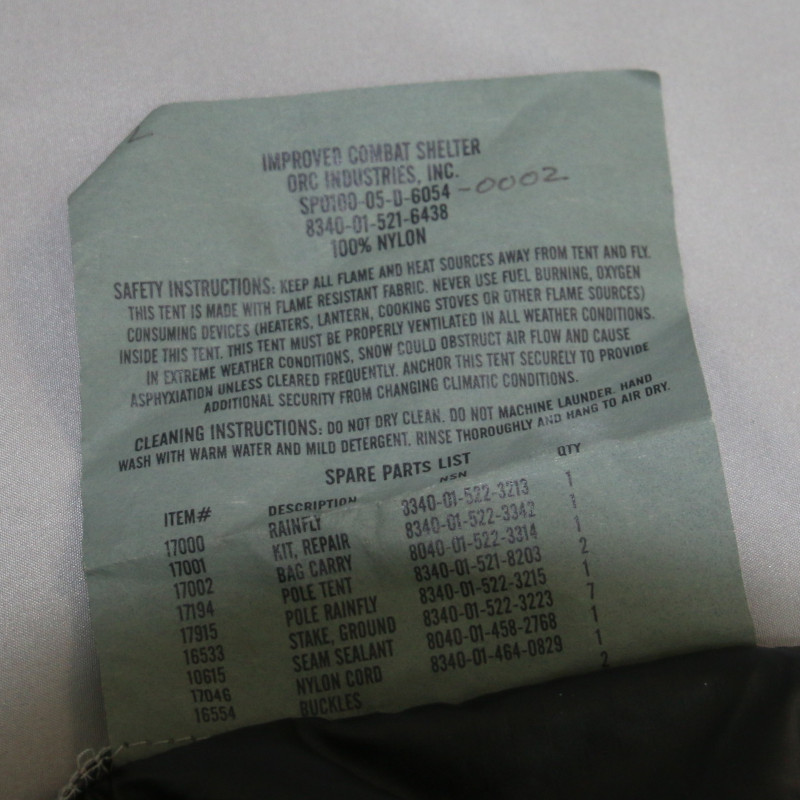 IMPROVED COMBAT SHELTER
ORC INDUSTRIES, INC.
SPO100-05-D-6054 -0002
8340-01-521-6438
100% NYLON
SAFETY INSTRUCTIONS: KEEP ALL FLAME AND HEAT SOURCES AWAY FROM TENT AND FLY.
THIS TENT IS MADE WITH FLAME RESISTANT FABRIC. NEVER USE FUEL BURNING, OXYGEN
CONSUMING DEVICES (HEATERS, LANTERN, COOKING STOVES OR OTHER FLAME SOURCES)
INSIDE THIS TENT. THIS TENT MUST BE PROPERLY VENTILATED IN ALL WEATHER CONDITIONS.
IN EXTREME WEATHER CONDITIONS, SNOW COULD OBSTRUCT AIR FLOW AND CAUSE
ASPHYXIATION UNLESS CLEARED FREQUENTLY. ANCHOR THIS TENT SECURELY TO PROVIDE
ADDITIONAL SECURITY FROM CHANGING CLIMATIC CONDITIONS.
CLEANING INSTRUCTIONS: DO NOT DRY CLEAN. DO NOT MACHINE LAUNDER. HAND
WASH WITH WARM WATER AND MILD DETERGENT. RINSE THOROUGHLY AND HANG TO AIR DRY.
SPARE PARTS LIST
ITEM# DESCRIPTION NSN QTY
17000 RAINFLY 3340-01-522-3213 1
17001 KIT, REPAIR 8340-01-522-3342 1
17002 BAG CARRY 8040-01-522-3314 1
17194 POLE TENT 8340-01-521-8203 2
17915 POLE RAINFLY 8340-01-522-3215 1
16533 STAKE, GROUND 8340-01-522-3223 7
10615 SEAM SEALANT 8040-01-458-2768 1
17046 NYLON CORD 8340-01-464-0829 1
16554 BUCKLES 2